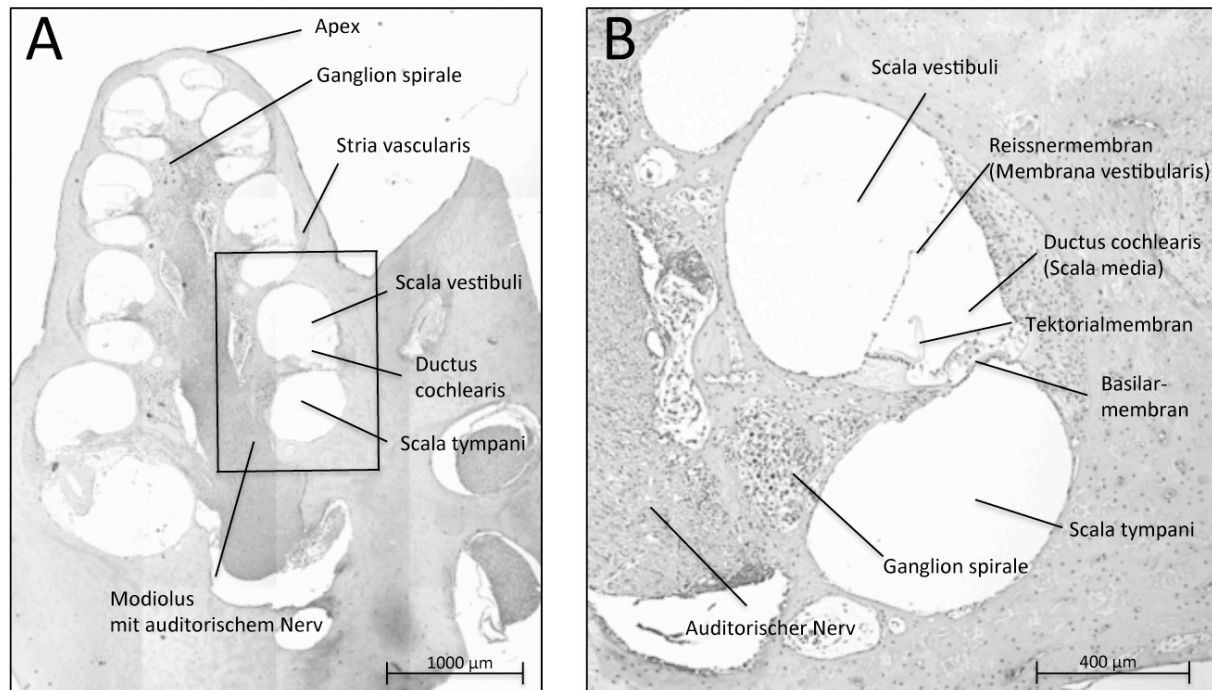 A
Apex
Ganglion spirale
Stria vascularis
Scala vestibuli
Ductus
cochlearis
Scala tympani
Modiolus
mit auditorischem Nerv
1000 µm
B
Scala vestibuli
Reissnermembran
(Membrana vestibularis)
Ductus cochlearis
(Scala media)
Tektorialmembran
Basilar-
membran
Scala tympani
Ganglion spirale
Auditorischer Nerv
400 µm